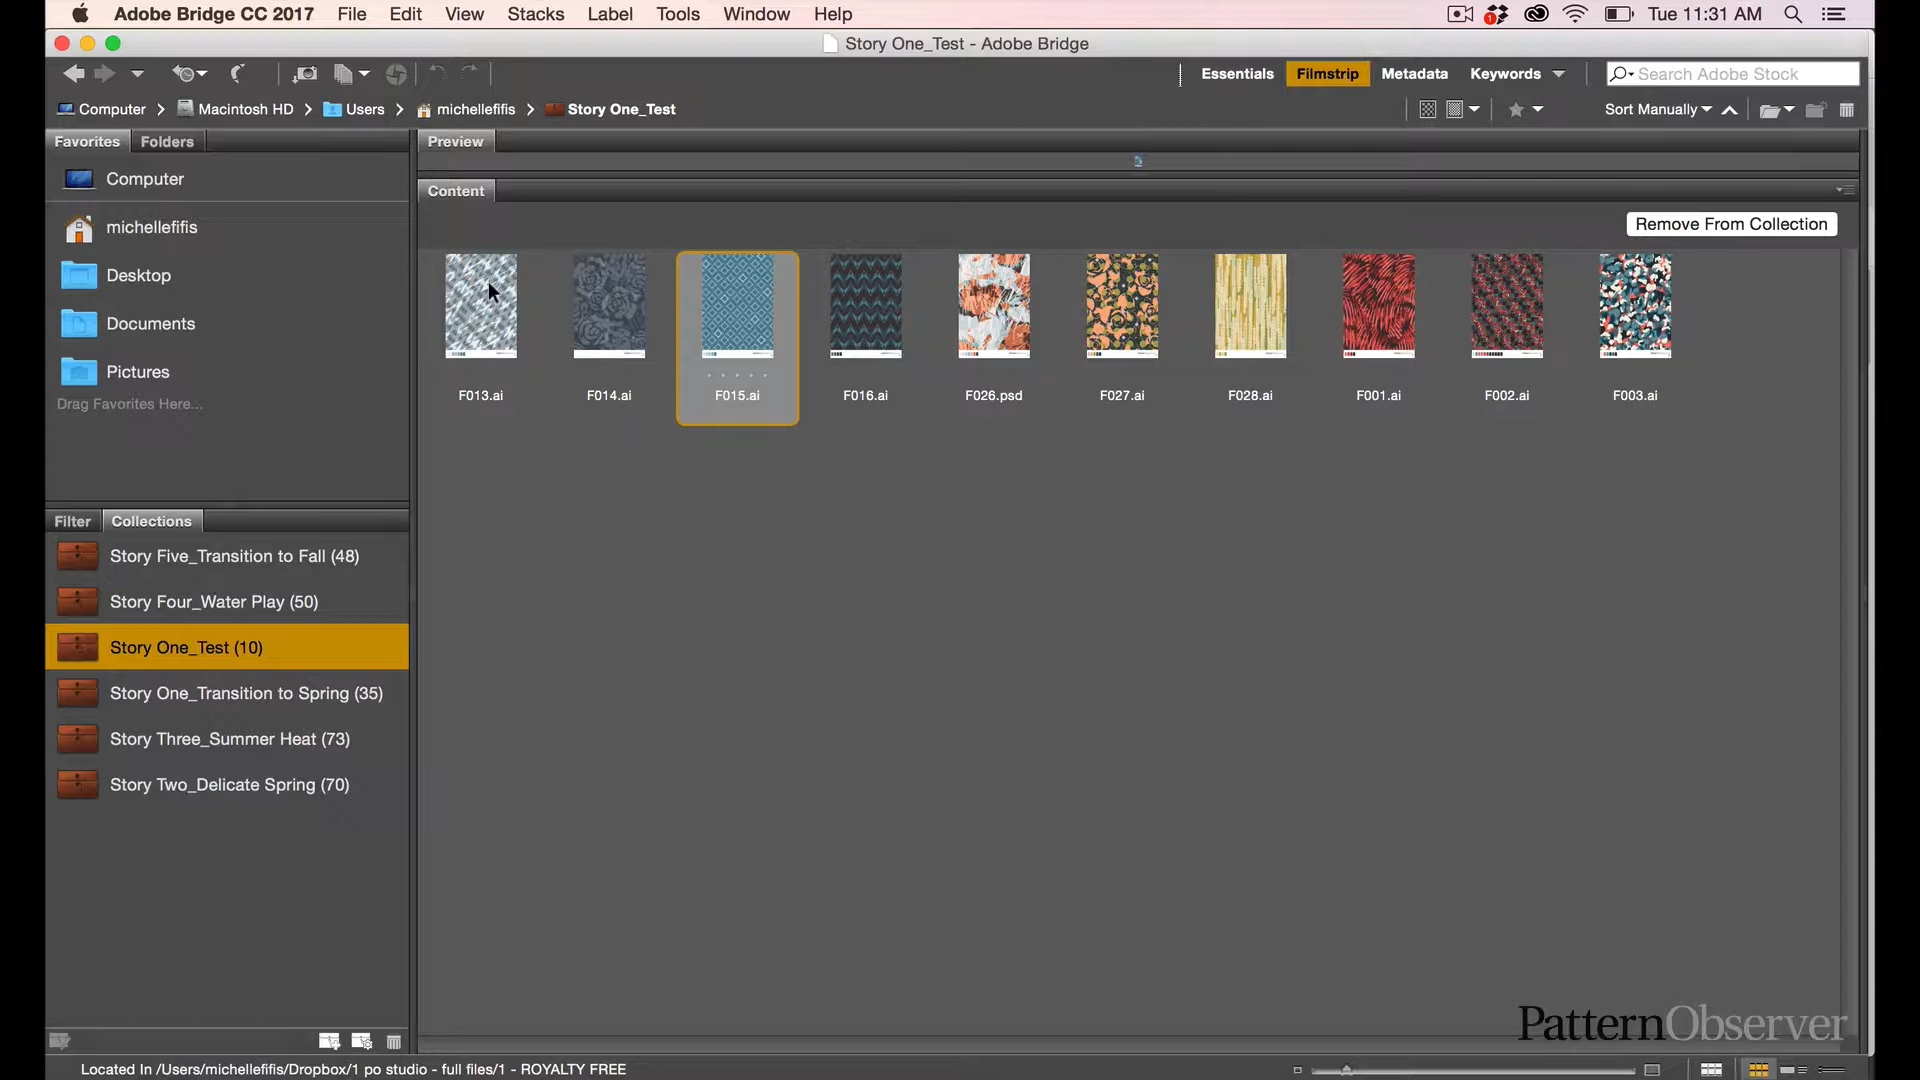 Adobe Bridge CC 2017 File Edit View Stacks Label Tools Window Help 1 Tue 11:31 AM
Story One_Test - Adobe Bridge
Essentials Filmstrip Metadata Keywords Search Adobe Stock
Computer Macintosh HD Users michellefifis Story One_Test Sort Manually
Favorites Folders
Preview
Computer
Content
michellefifis
Remove From Collection
Desktop
Documents
Pictures
Drag Favorites Here...
F013.ai F014.ai F015.ai F016.ai F026.psd F027.ai F028.ai F001.ai F002.ai F003.ai
Filter Collections
Story Five_Transition to Fall (48)
Story Four_Water Play (50)
Story One_Test (10)
Story One_Transition to Spring (35)
Story Three_Summer Heat (73)
Story Two_Delicate Spring (70)
PatternObserver
Located In /Users/michellefifis/Dropbox/1 po studio - full files/1 - ROYALTY FREE